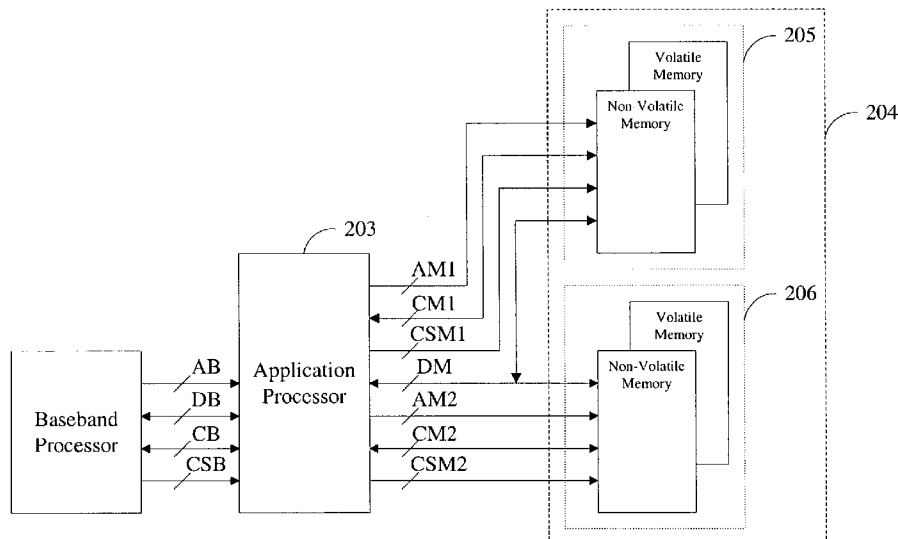 205
Volatile
Memory
Non-Volatile
Memory
204
203
AM1
CM1
CSM1
DM
AM2
CM2
CSM2
Application
Processor
206
Volatile
Memory
Non-Volatile
Memory
AB
DB
CB
CSB
Baseband
Processor